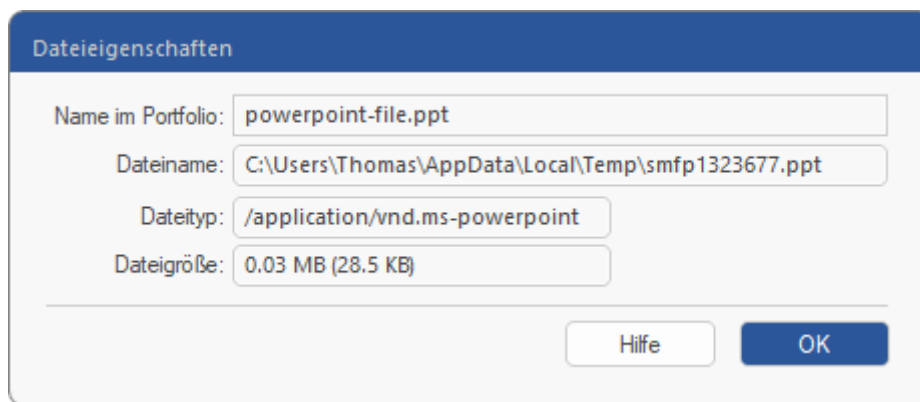 Dateieigenschaften
Name im Portfolio: powerpoint-file.ppt
Dateiname: C:\Users\Thomas\AppData\Local\Temp\smfp1323677.ppt
Dateityp: /application/vnd.ms-powerpoint
Dateigröße: 0.03 MB (28.5 KB)
Hilfe OK